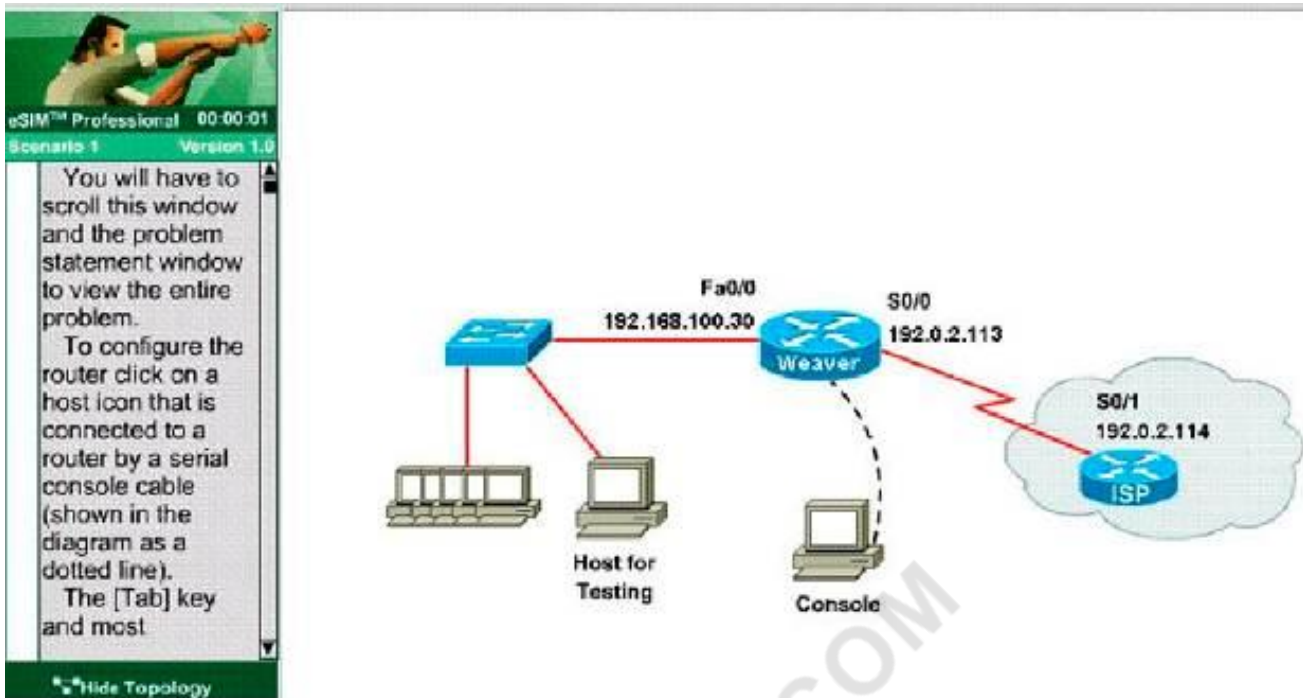 eSIM™ Professional 00:00:01
Scenario 1 Version 1.0
You will have to
scroll this window
and the problem
statement window
to view the entire
problem.
To configure the
router click on a
host icon that is
connected to a
router by a serial
console cable
(shown in the
diagram as a
dotted line).
The [Tab] key
and most
Hide Topology
Fa0/0
192.168.100.30
S0/0
192.0.2.113
Weaver
S0/1
192.0.2.114
ISP
Host for
Testing
Console
COM